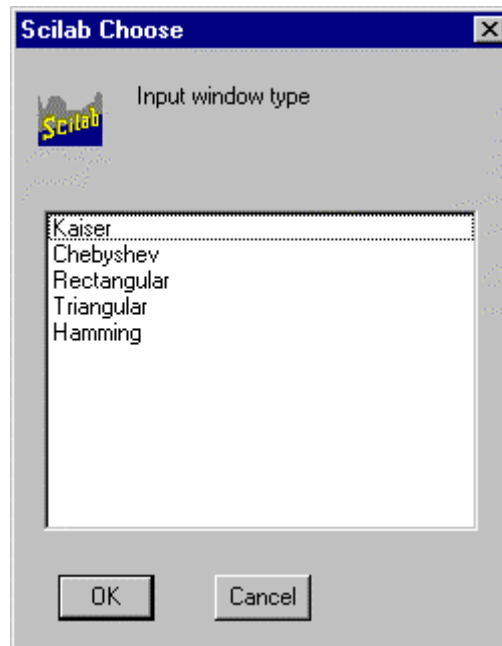 Scilab Choose
Scilab
Input window type
Kaiser
Chebyshev
Rectangular
Triangular
Hamming
OK
Cancel